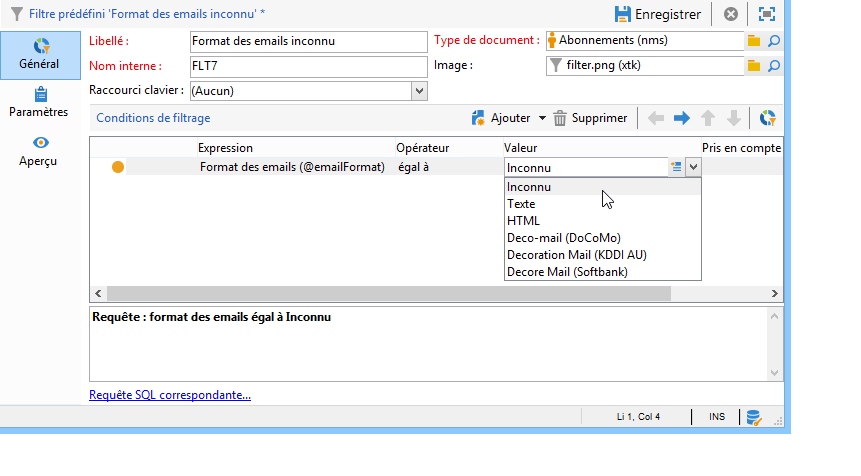 Filtre prédéfini 'Format des emails inconnu' *
Enregistrer
Général
Paramètres
Aperçu
Libellé : Format des emails inconnu
Type de document : Abonnements (nms)
Nom interne : FLT7
Image : filter.png (xtk)
Raccourci clavier : (Aucun)
Conditions de filtrage
Ajouter Supprimer
Expression Opérateur Valeur Pris en compte
Format des emails (@emailFormat) égal à Inconnu
Inconnu
Texte
HTML
Deco-mail (DoCoMo)
Decoration Mail (KDDI AU)
Decore Mail (Softbank)
Requête : format des emails égal à Inconnu
Requête SQL correspondante...
Li 1, Col 4 INS